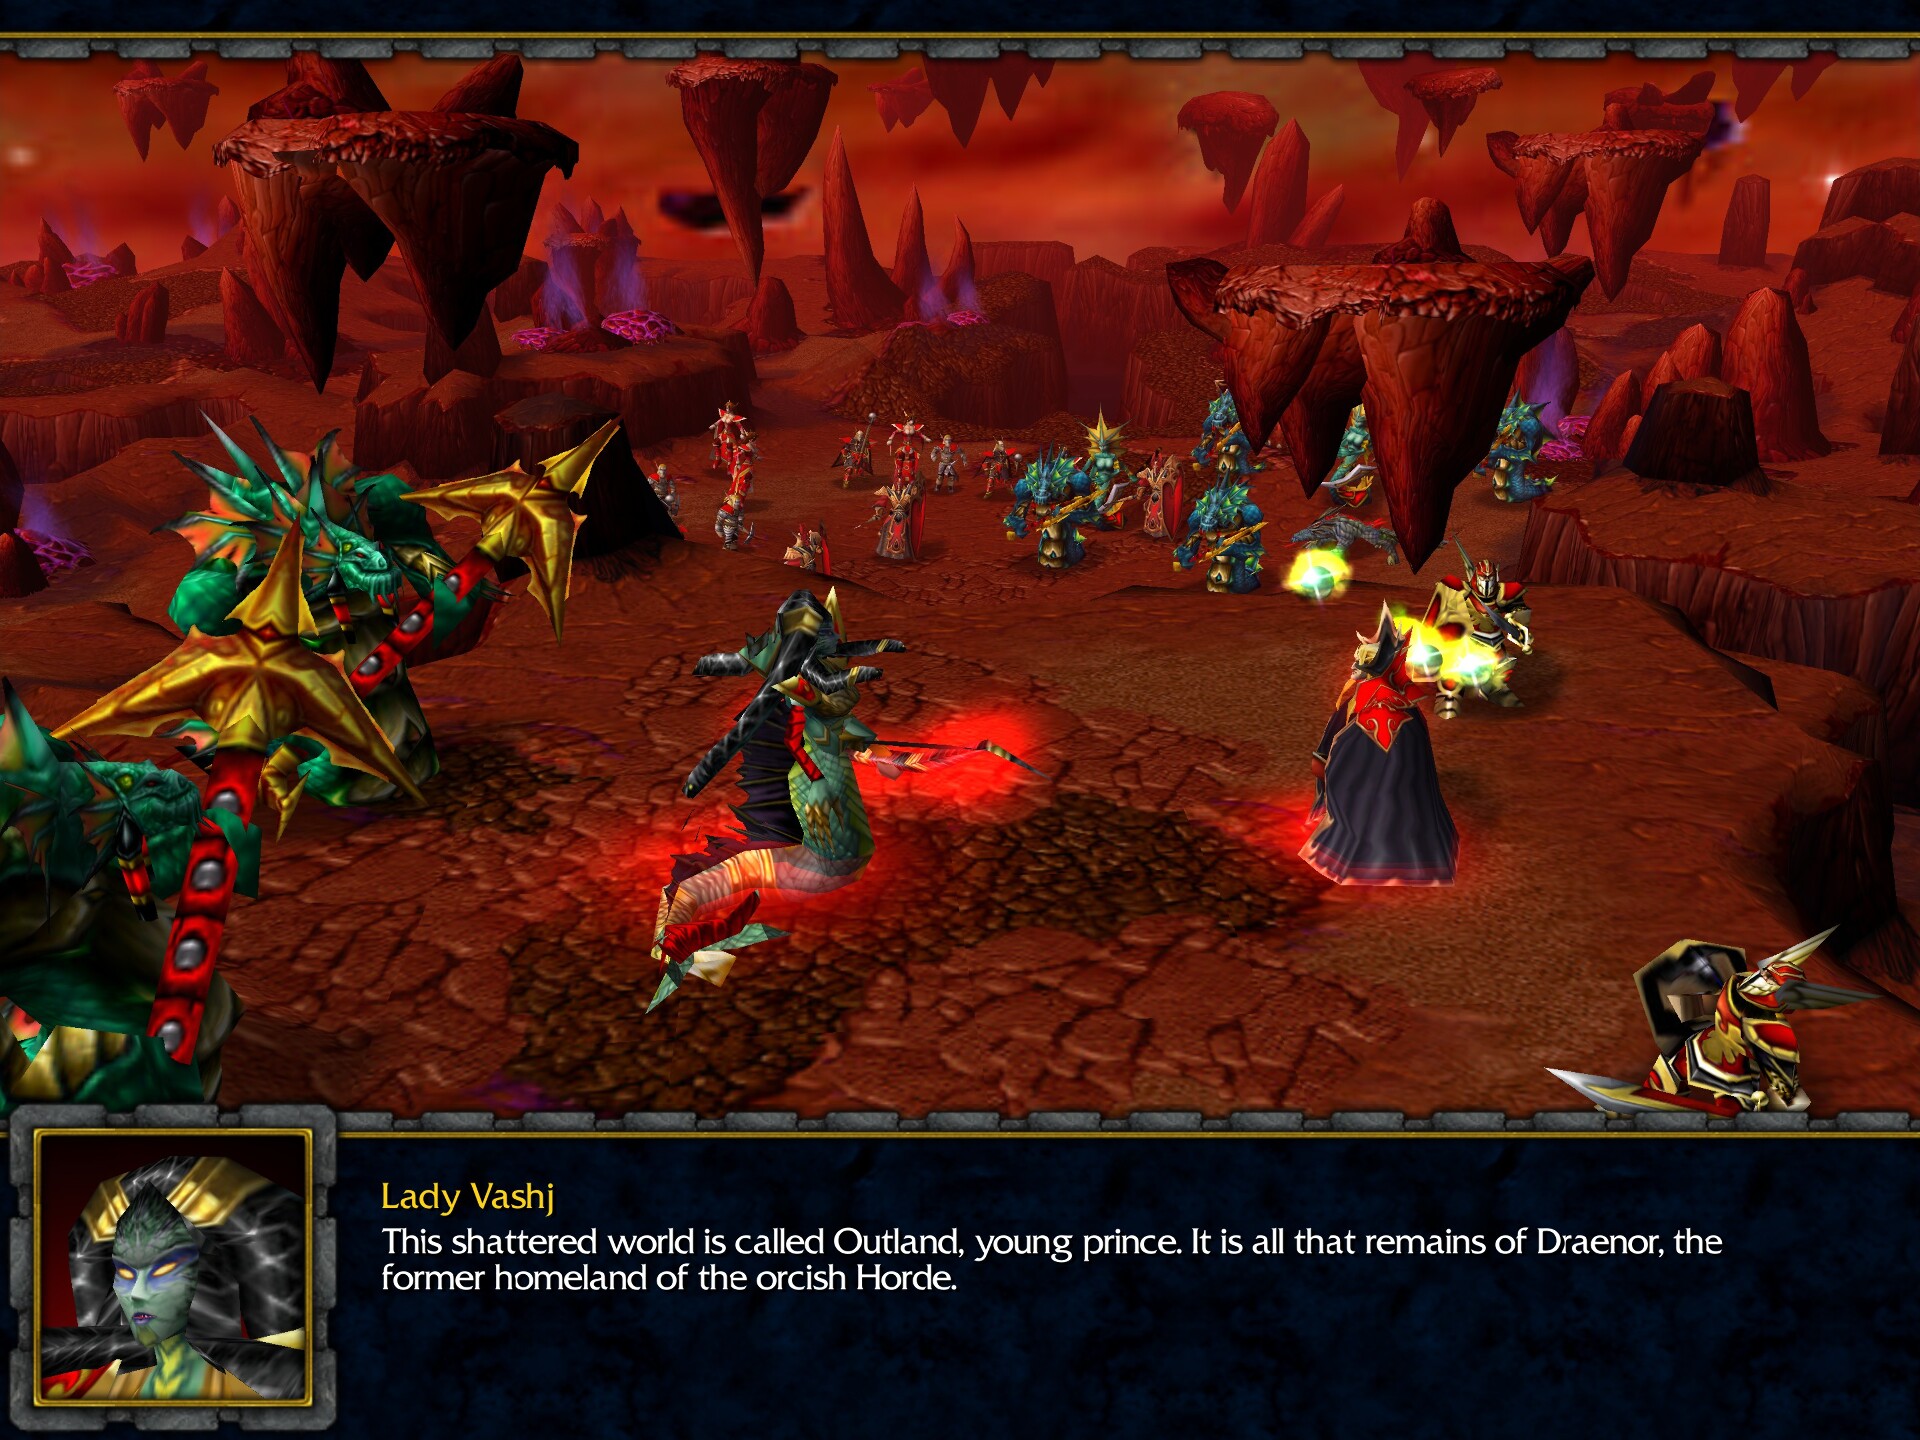 Lady Vashj
This shattered world is called Outland, young prince. It is all that remains of Draenor, the
former homeland of the orcish Horde.